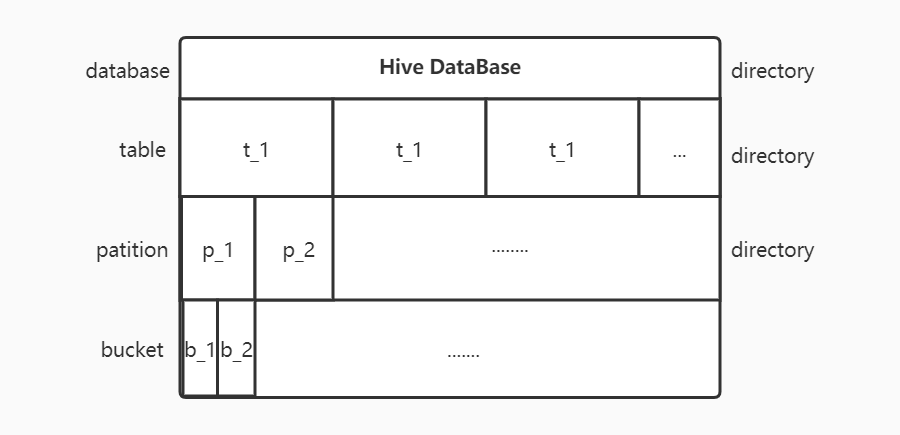 database Hive DataBase directory
table t_1 t_1 t_1 ... directory
patition p_1 p_2 ........ directory
bucket b_1 b_2 .......